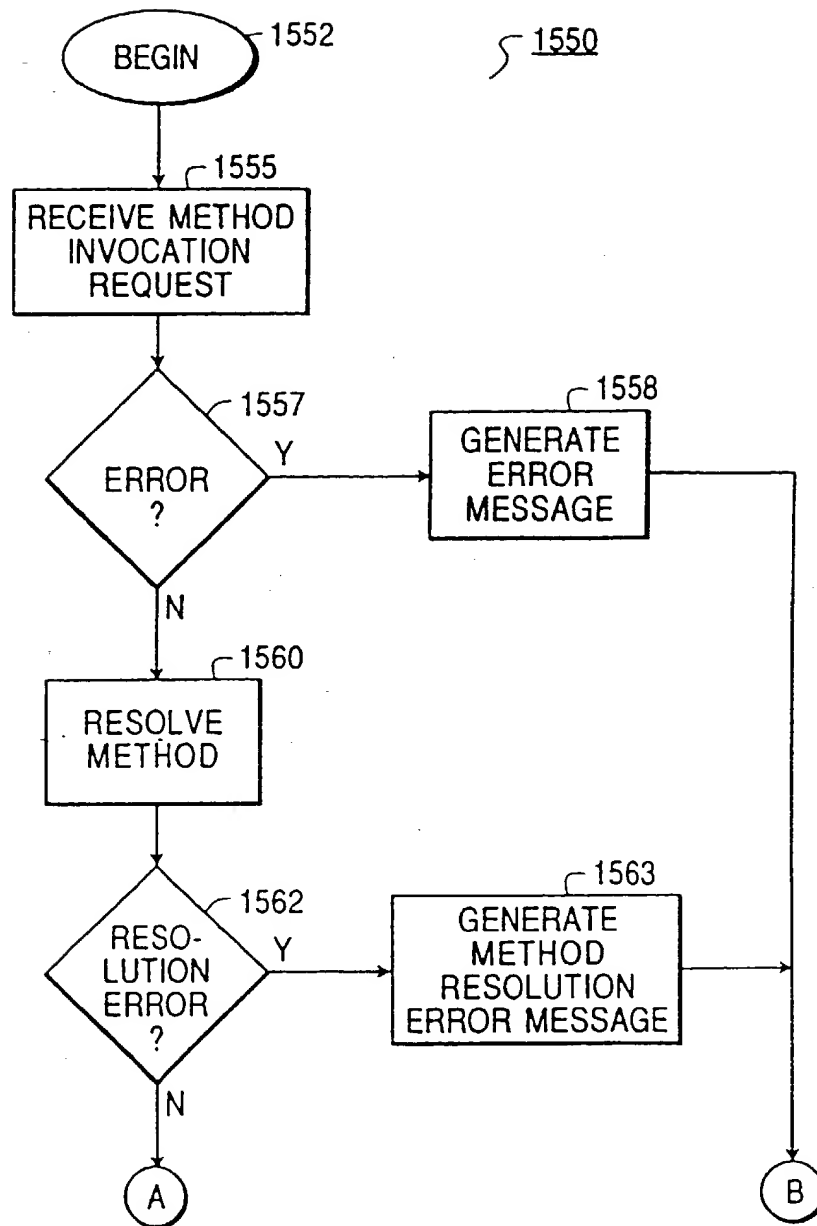 1552
BEGIN
1550
1555
RECEIVE METHOD
INVOCATION
REQUEST
1557
ERROR
?
Y
N
1558
GENERATE
ERROR
MESSAGE
1560
RESOLVE
METHOD
1562
RESO-
LUTION
ERROR
?
Y
N
1563
GENERATE
METHOD
RESOLUTION
ERROR MESSAGE
A
B